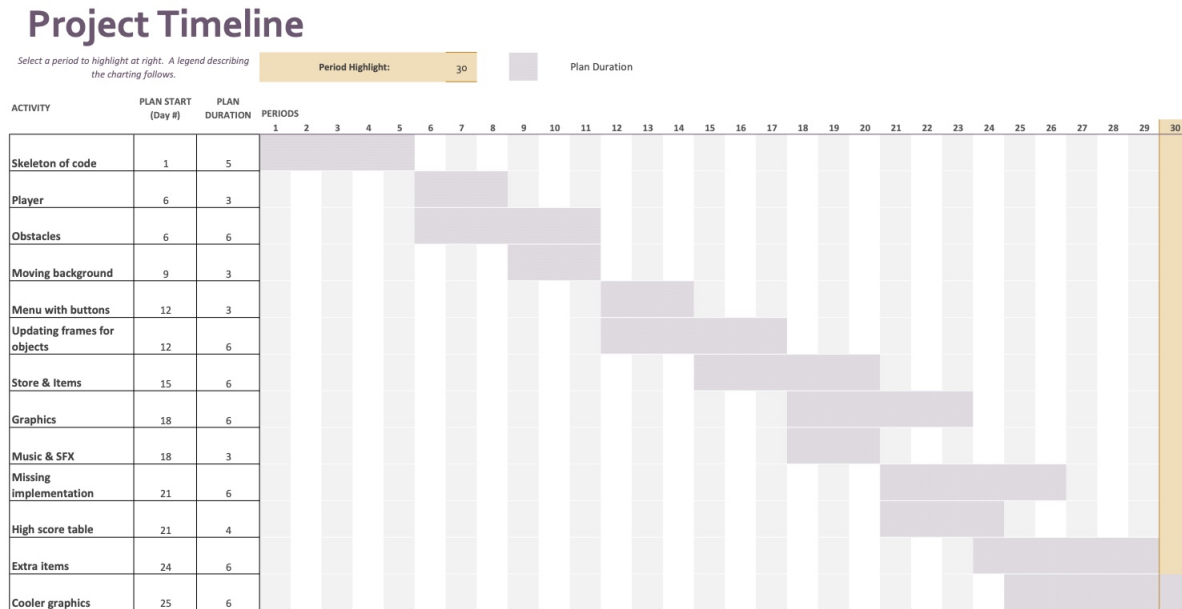 Project Timeline
Select a period to highlight at right. A legend describing
the charting follows.
Period Highlight: 30
Plan Duration
ACTIVITY
PLAN START
(Day #)
PLAN
DURATION
PERIODS
1 2 3 4 5 6 7 8 9 10 11 12 13 14 15 16 17 18 19 20 21 22 23 24 25 26 27 28 29 30
Skeleton of code 1 5
Player 6 3
Obstacles 6 6
Moving background 9 3
Menu with buttons 12 3
Updating frames for
objects 12 6
Store & Items 15 6
Graphics 18 6
Music & SFX 18 3
Missing
implementation 21 6
High score table 21 4
Extra items 24 6
Cooler graphics 25 6